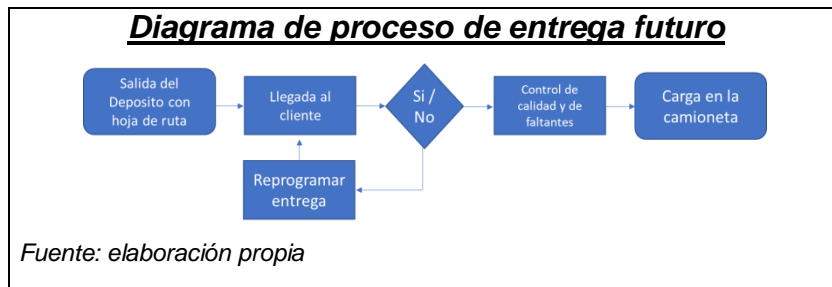 Diagrama de proceso de entrega futuro
Salida del
Deposito con
hoja de ruta
Llegada al
cliente
Si /
No
Control de
calidad y de
faltantes
Carga en la
camioneta
Reprogramar
entrega
Fuente: elaboración propia